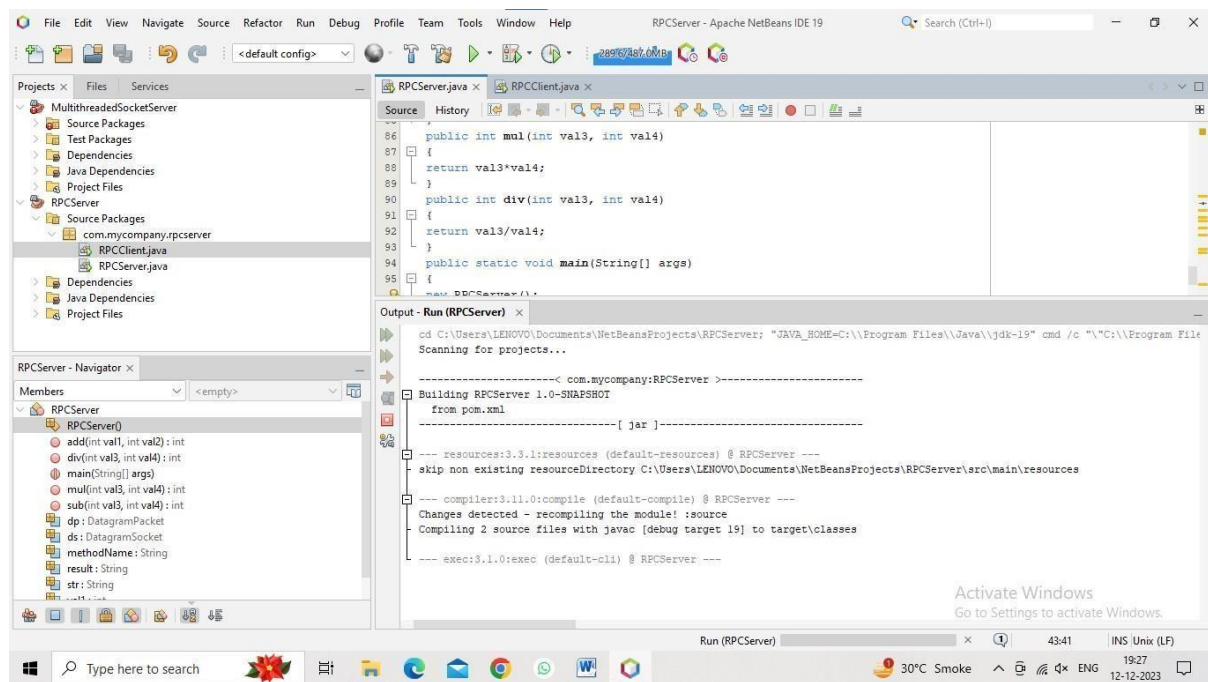 File Edit View Navigate Source Refactor Run Debug Profile Team Tools Window Help RPCServer - Apache NetBeans IDE 19 Search (Ctrl+I)
<default config> 289.6/487.0MB
Projects Files Services
MultithreadedSocketServer
Source Packages
Test Packages
Dependencies
Java Dependencies
Project Files
RPCServer
Source Packages
com.mycompany.rpcserver
RPCClient.java
RPCServer.java
Dependencies
Java Dependencies
Project Files
RPCServer - Navigator
Members <empty>
RPCServer
RPCServer()
add(int val1, int val2) : int
div(int val3, int val4) : int
main(String[] args)
mul(int val3, int val4) : int
sub(int val3, int val4) : int
dp : DatagramPacket
ds : DatagramSocket
methodName : String
result : String
str : String
RPCServer.java RPCClient.java
Source History
86 public int mul(int val3, int val4)
87 {
88 return val3*val4;
89 }
90 public int div(int val3, int val4)
91 {
92 return val3/val4;
93 }
94 public static void main(String[] args)
95 {
new RPCServer();
Output - Run (RPCServer)
cd C:\Users\LENOVO\Documents\NetBeansProjects\RPCServer; "JAVA_HOME=C:\\Program Files\\Java\\jdk-19" cmd /c "\"C:\\Program File
Scanning for projects...
----------------------< com.mycompany:RPCServer >-----------------------
Building RPCServer 1.0-SNAPSHOT
from pom.xml
--------------------------------[ jar ]---------------------------------
--- resources:3.3.1:resources (default-resources) @ RPCServer ---
skip non existing resourceDirectory C:\Users\LENOVO\Documents\NetBeansProjects\RPCServer\src\main\resources
--- compiler:3.11.0:compile (default-compile) @ RPCServer ---
Changes detected - recompiling the module! :source
Compiling 2 source files with javac [debug target 19] to target\classes
--- exec:3.1.0:exec (default-cli) @ RPCServer ---
Activate Windows
Go to Settings to activate Windows.
Run (RPCServer) 1 43:41 INS Unix (LF)
Type here to search 30°C Smoke ENG 19:27
12-12-2023